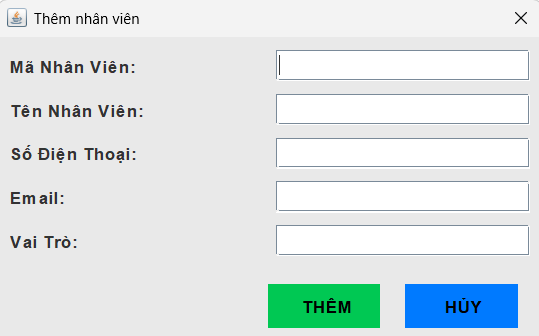 Thêm nhân viên
Mã Nhân Viên:
Tên Nhân Viên:
Số Điện Thoại:
Email:
Vai Trò:
THÊM HỦY